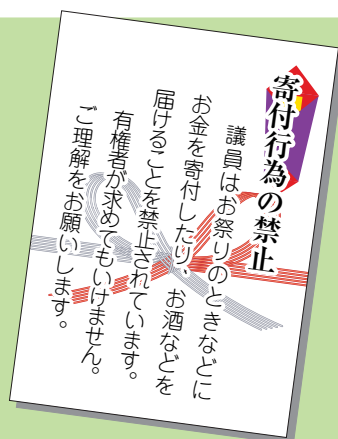 寄付行為の禁止
議員はお祭りのときなどに
お金を寄付したり、お酒などを
届けることを禁止されています。
有権者が求めてもいけません。
ご理解をお願いします。